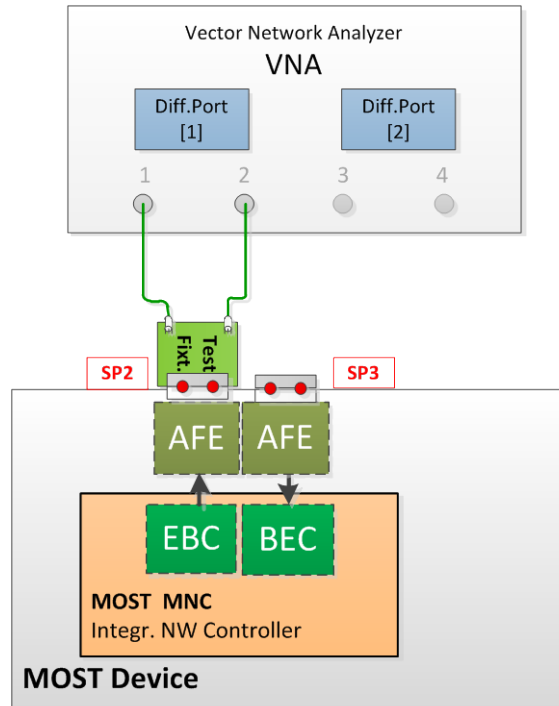 Vector Network Analyzer
VNA
Diff.Port
[1]
Diff.Port
[2]
1
2
3
4
Test
Fixt.
SP2
SP3
AFE
AFE
EBC
BEC
MOST MNC
Integr. NW Controller
MOST Device